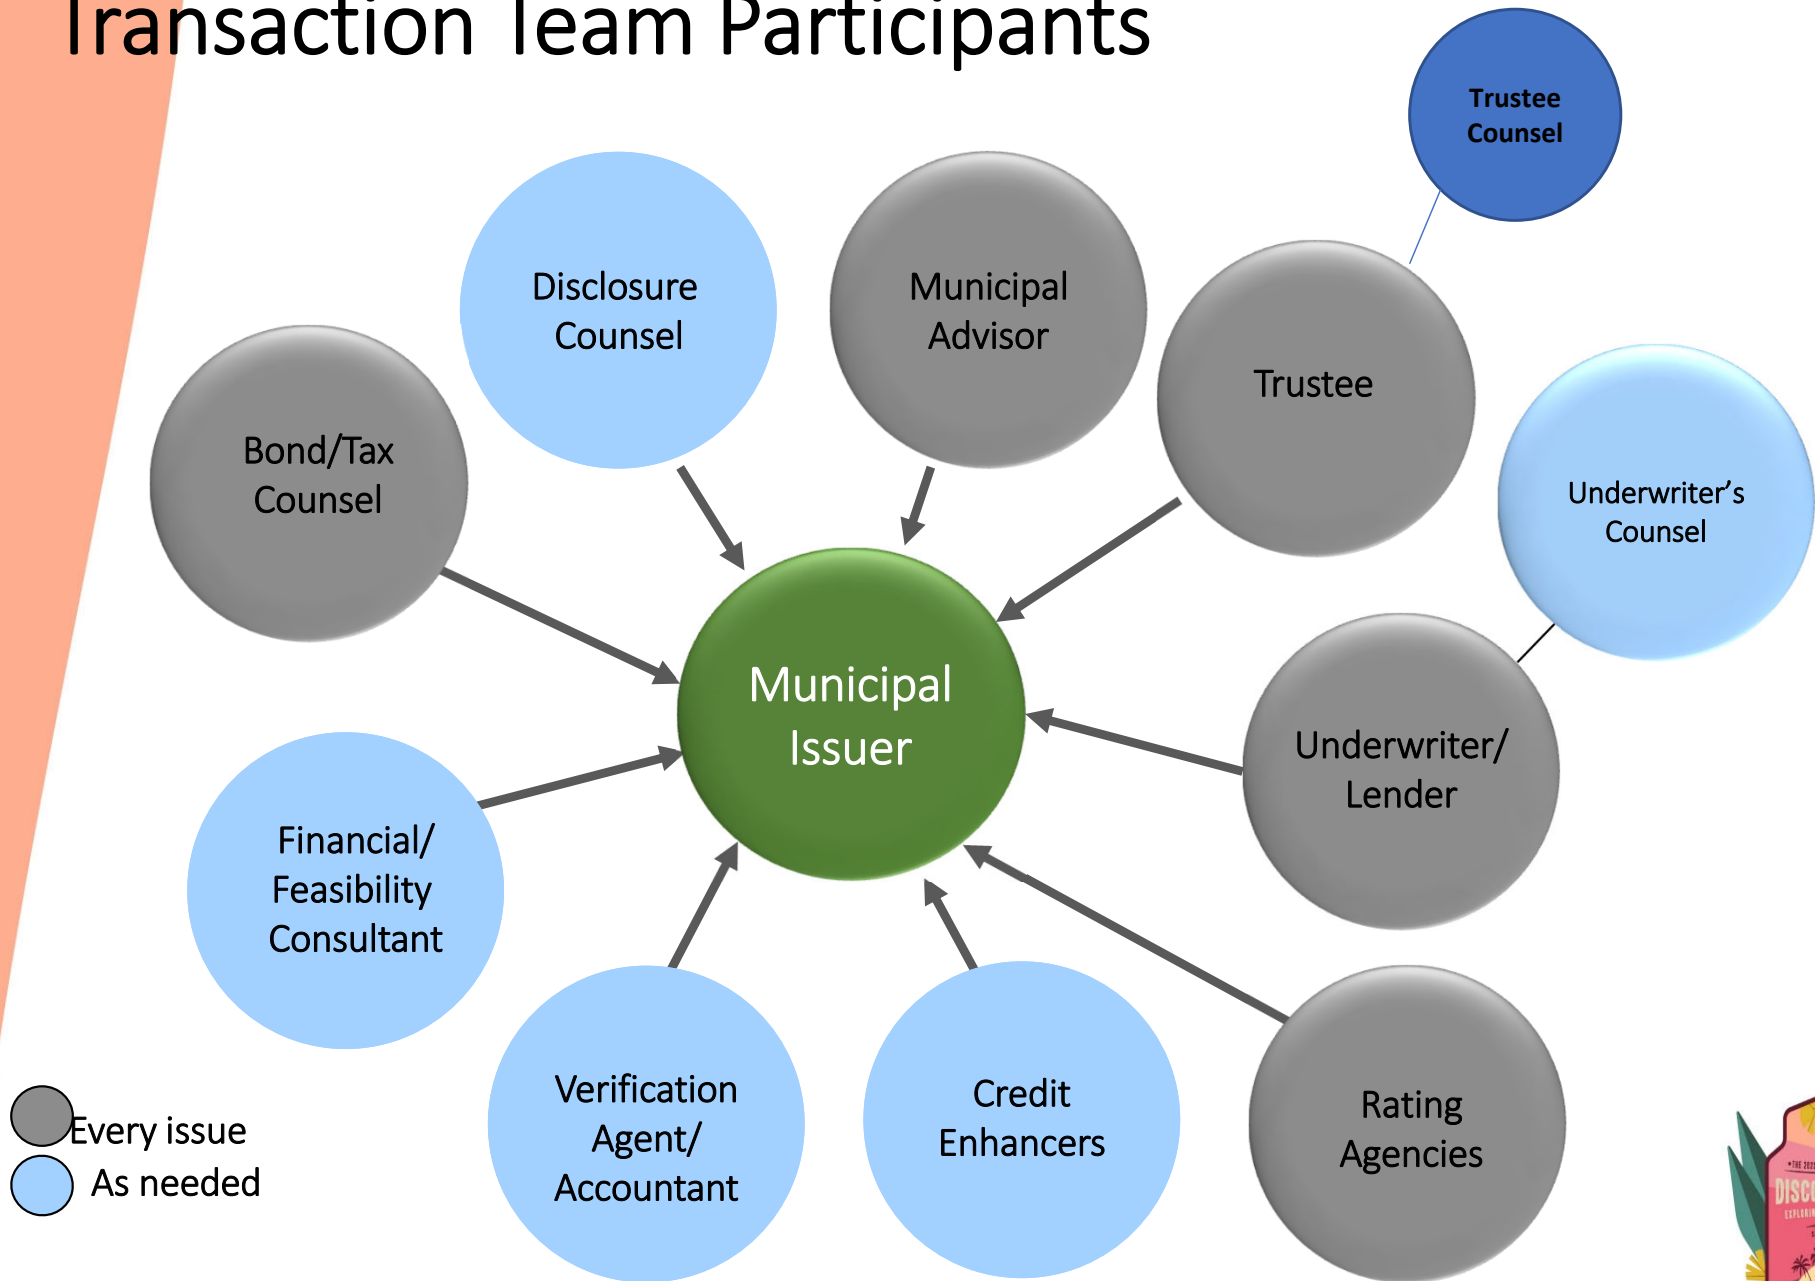 Transaction Team Participants
Trustee
Counsel
Disclosure
Counsel
Municipal
Advisor
Trustee
Bond/Tax
Counsel
Underwriter’s
Counsel
Municipal
Issuer
Underwriter/
Lender
Financial/
Feasibility
Consultant
Verification
Agent/
Accountant
Credit
Enhancers
Rating
Agencies
Every issue
As needed